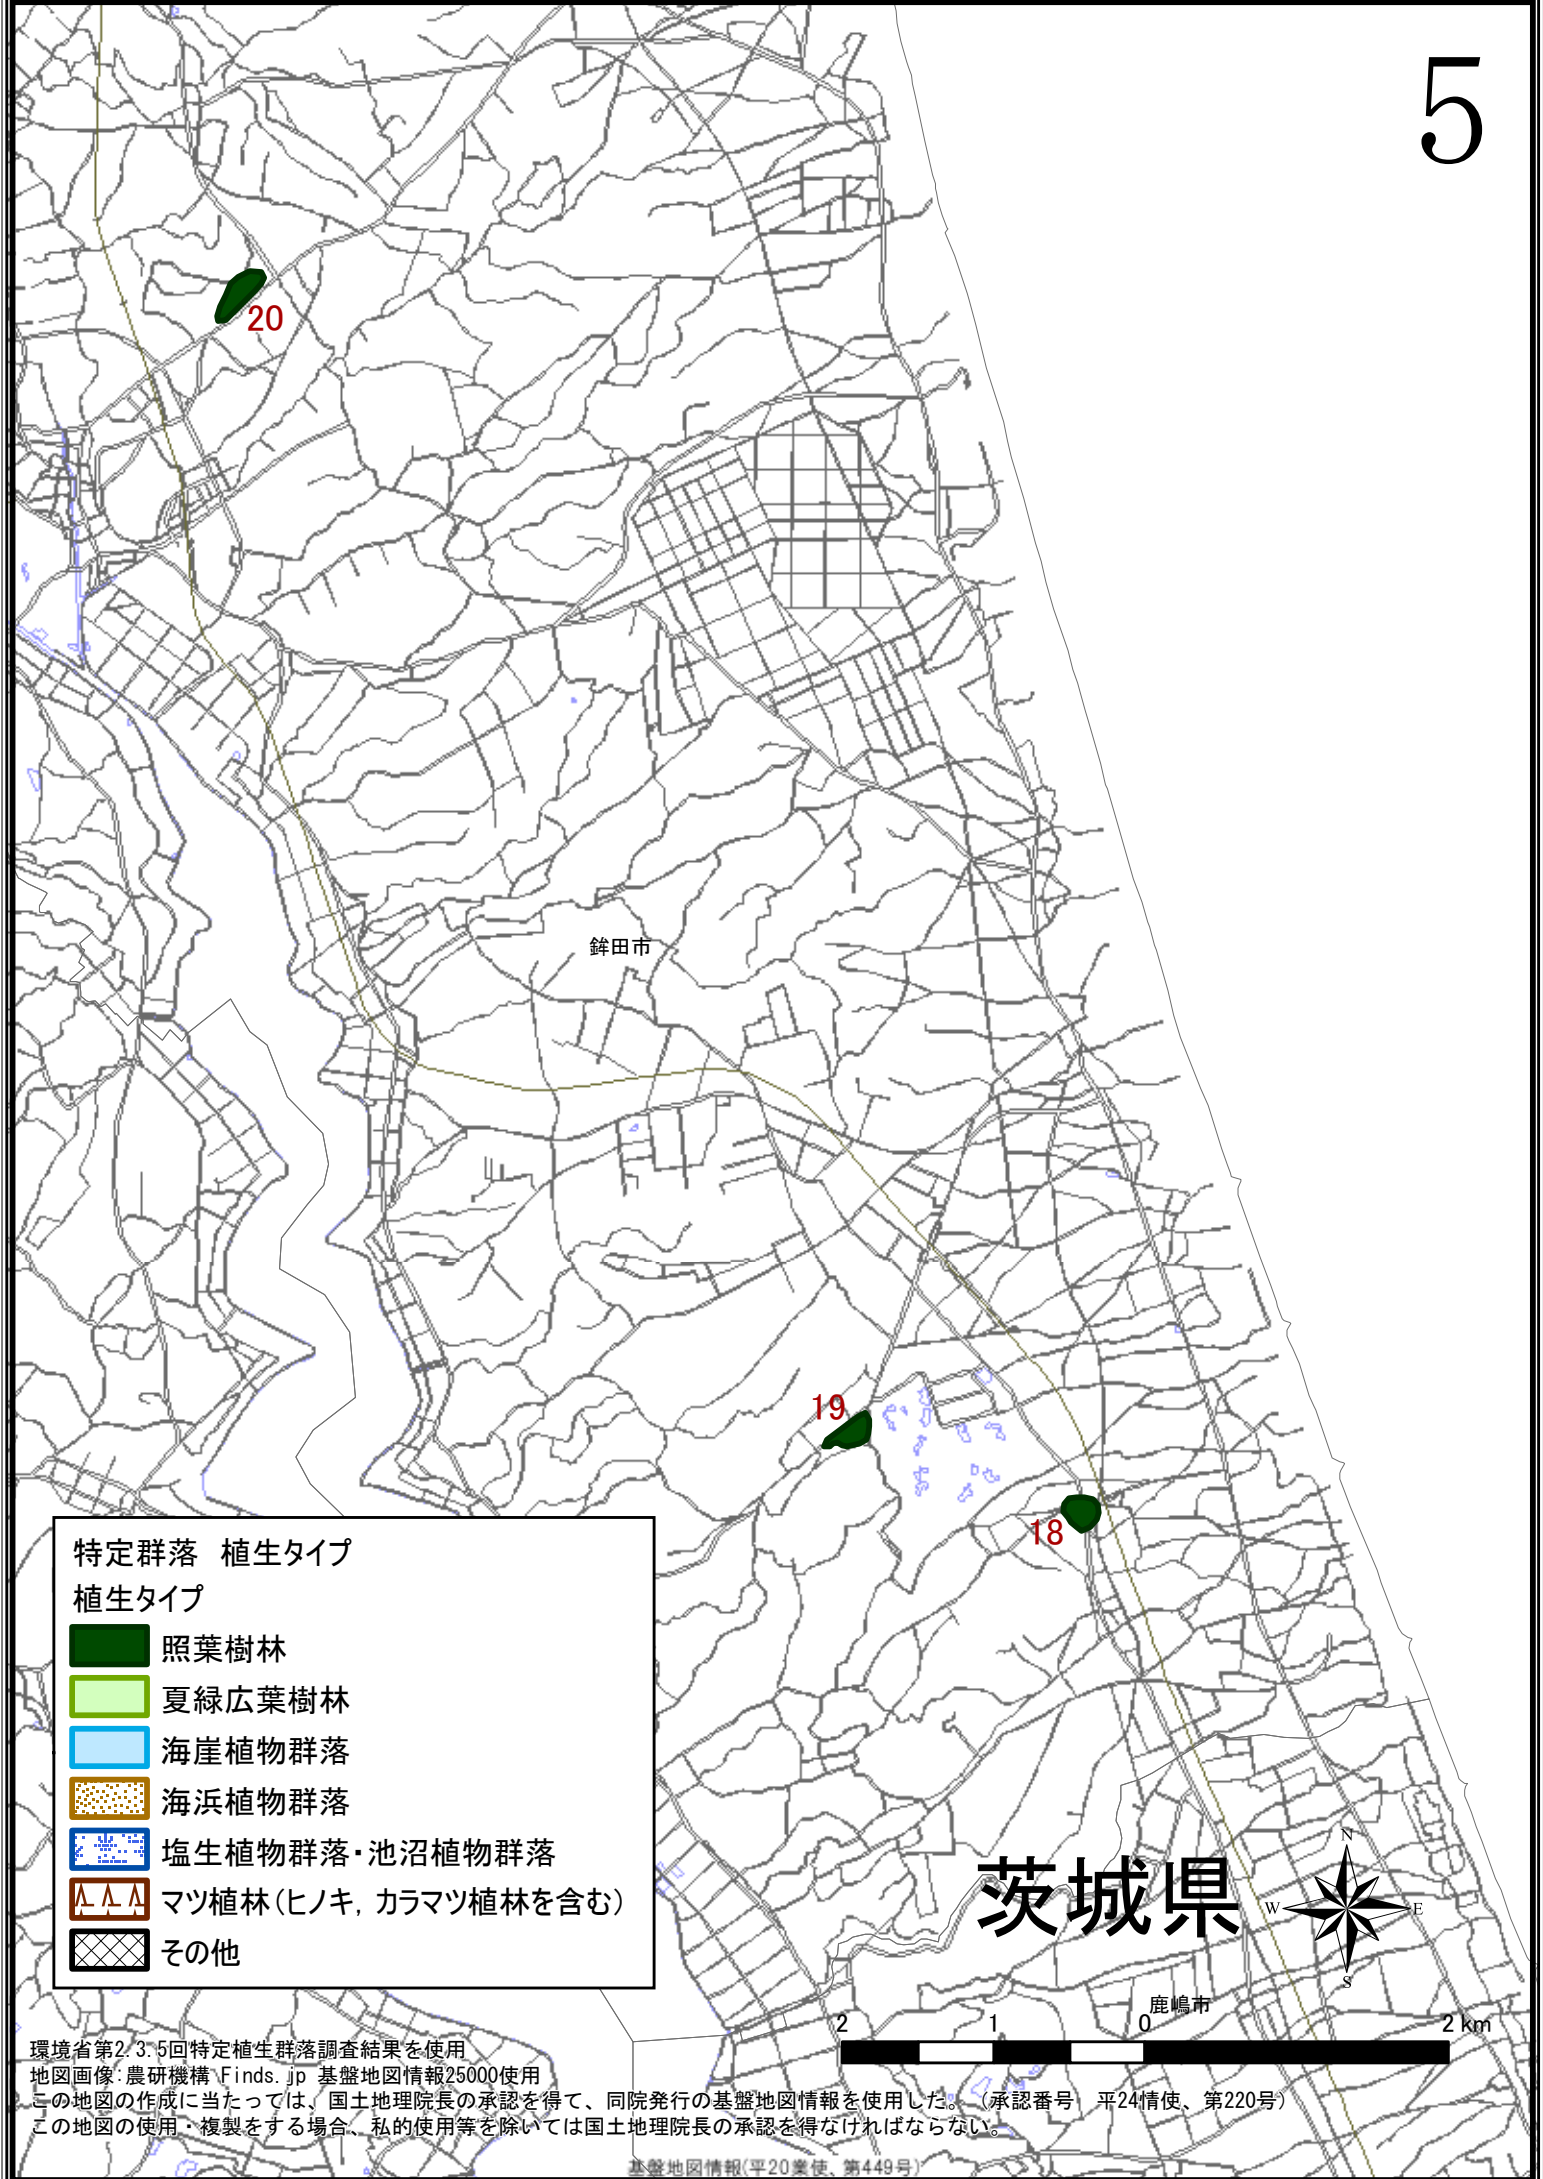 5
20
鉾田市
19
18
特定群落 植生タイプ
植生タイプ
照葉樹林
夏緑広葉樹林
海崖植物群落
海浜植物群落
塩生植物群落・池沼植物群落
マツ植林(ヒノキ, カラマツ植林を含む)
その他
茨城県
N
W
E
S
鹿嶋市
2 1 0 2 km
環境省第2.3.5回特定植生群落調査結果を使用
地図画像:農研機構 Finds.jp 基盤地図情報25000使用
この地図の作成に当たっては、国土地理院長の承認を得て、同院発行の基盤地図情報を使用した。(承認番号 平24情使、第220号)
この地図の使用・複製をする場合、私的使用等を除いては国土地理院長の承認を得なければならない。
基盤地図情報(平20業使、第449号)